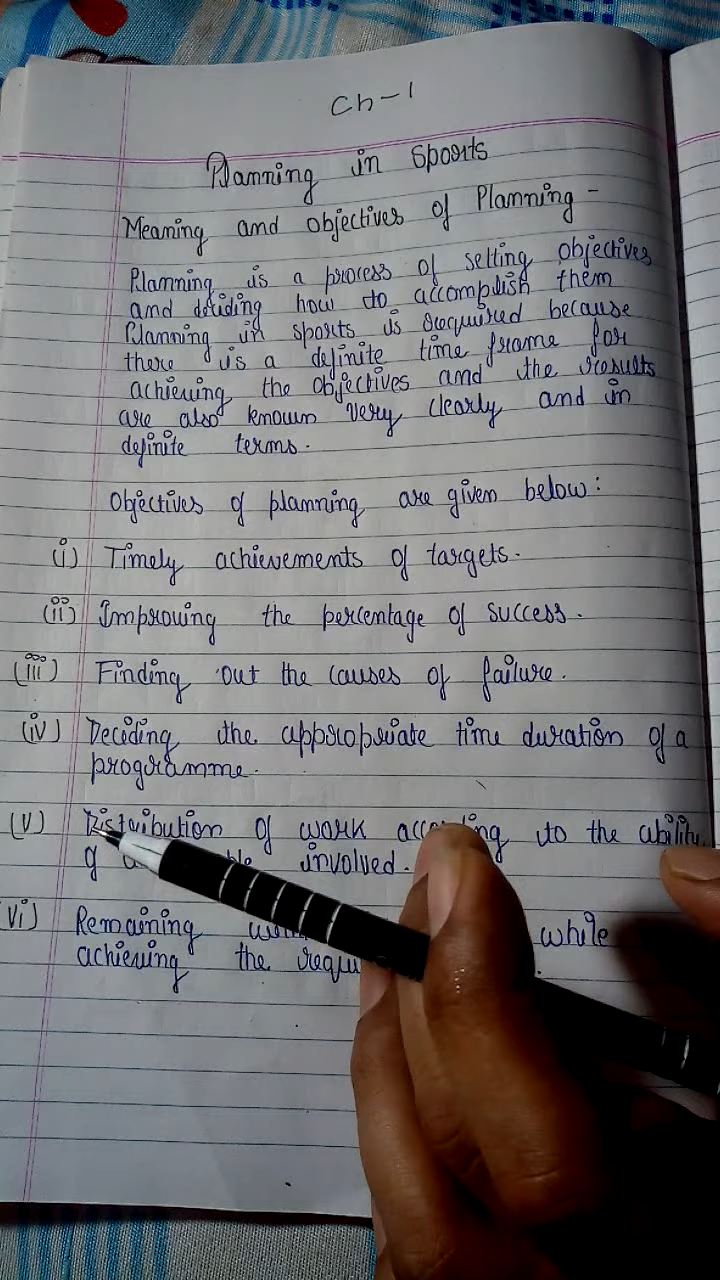 Ch-1
Planning in Sports
Meaning and objectives of Planning -
Planning is a process of setting objectives
and deciding how to accomplish them
Planning in sports is required because
there is a definite time frame for
achieving the objectives and the results
are also known very clearly and in
definite terms.
Objectives of planning are given below:
(i) Timely achievements of targets.
(ii) Improving the percentage of success.
(iii) Finding out the causes of failure.
(iv) Deciding the appropriate time duration of a
programme.
(v) Distribution of work according to the ability
of involved.
(vi) Remaining while
achieving the